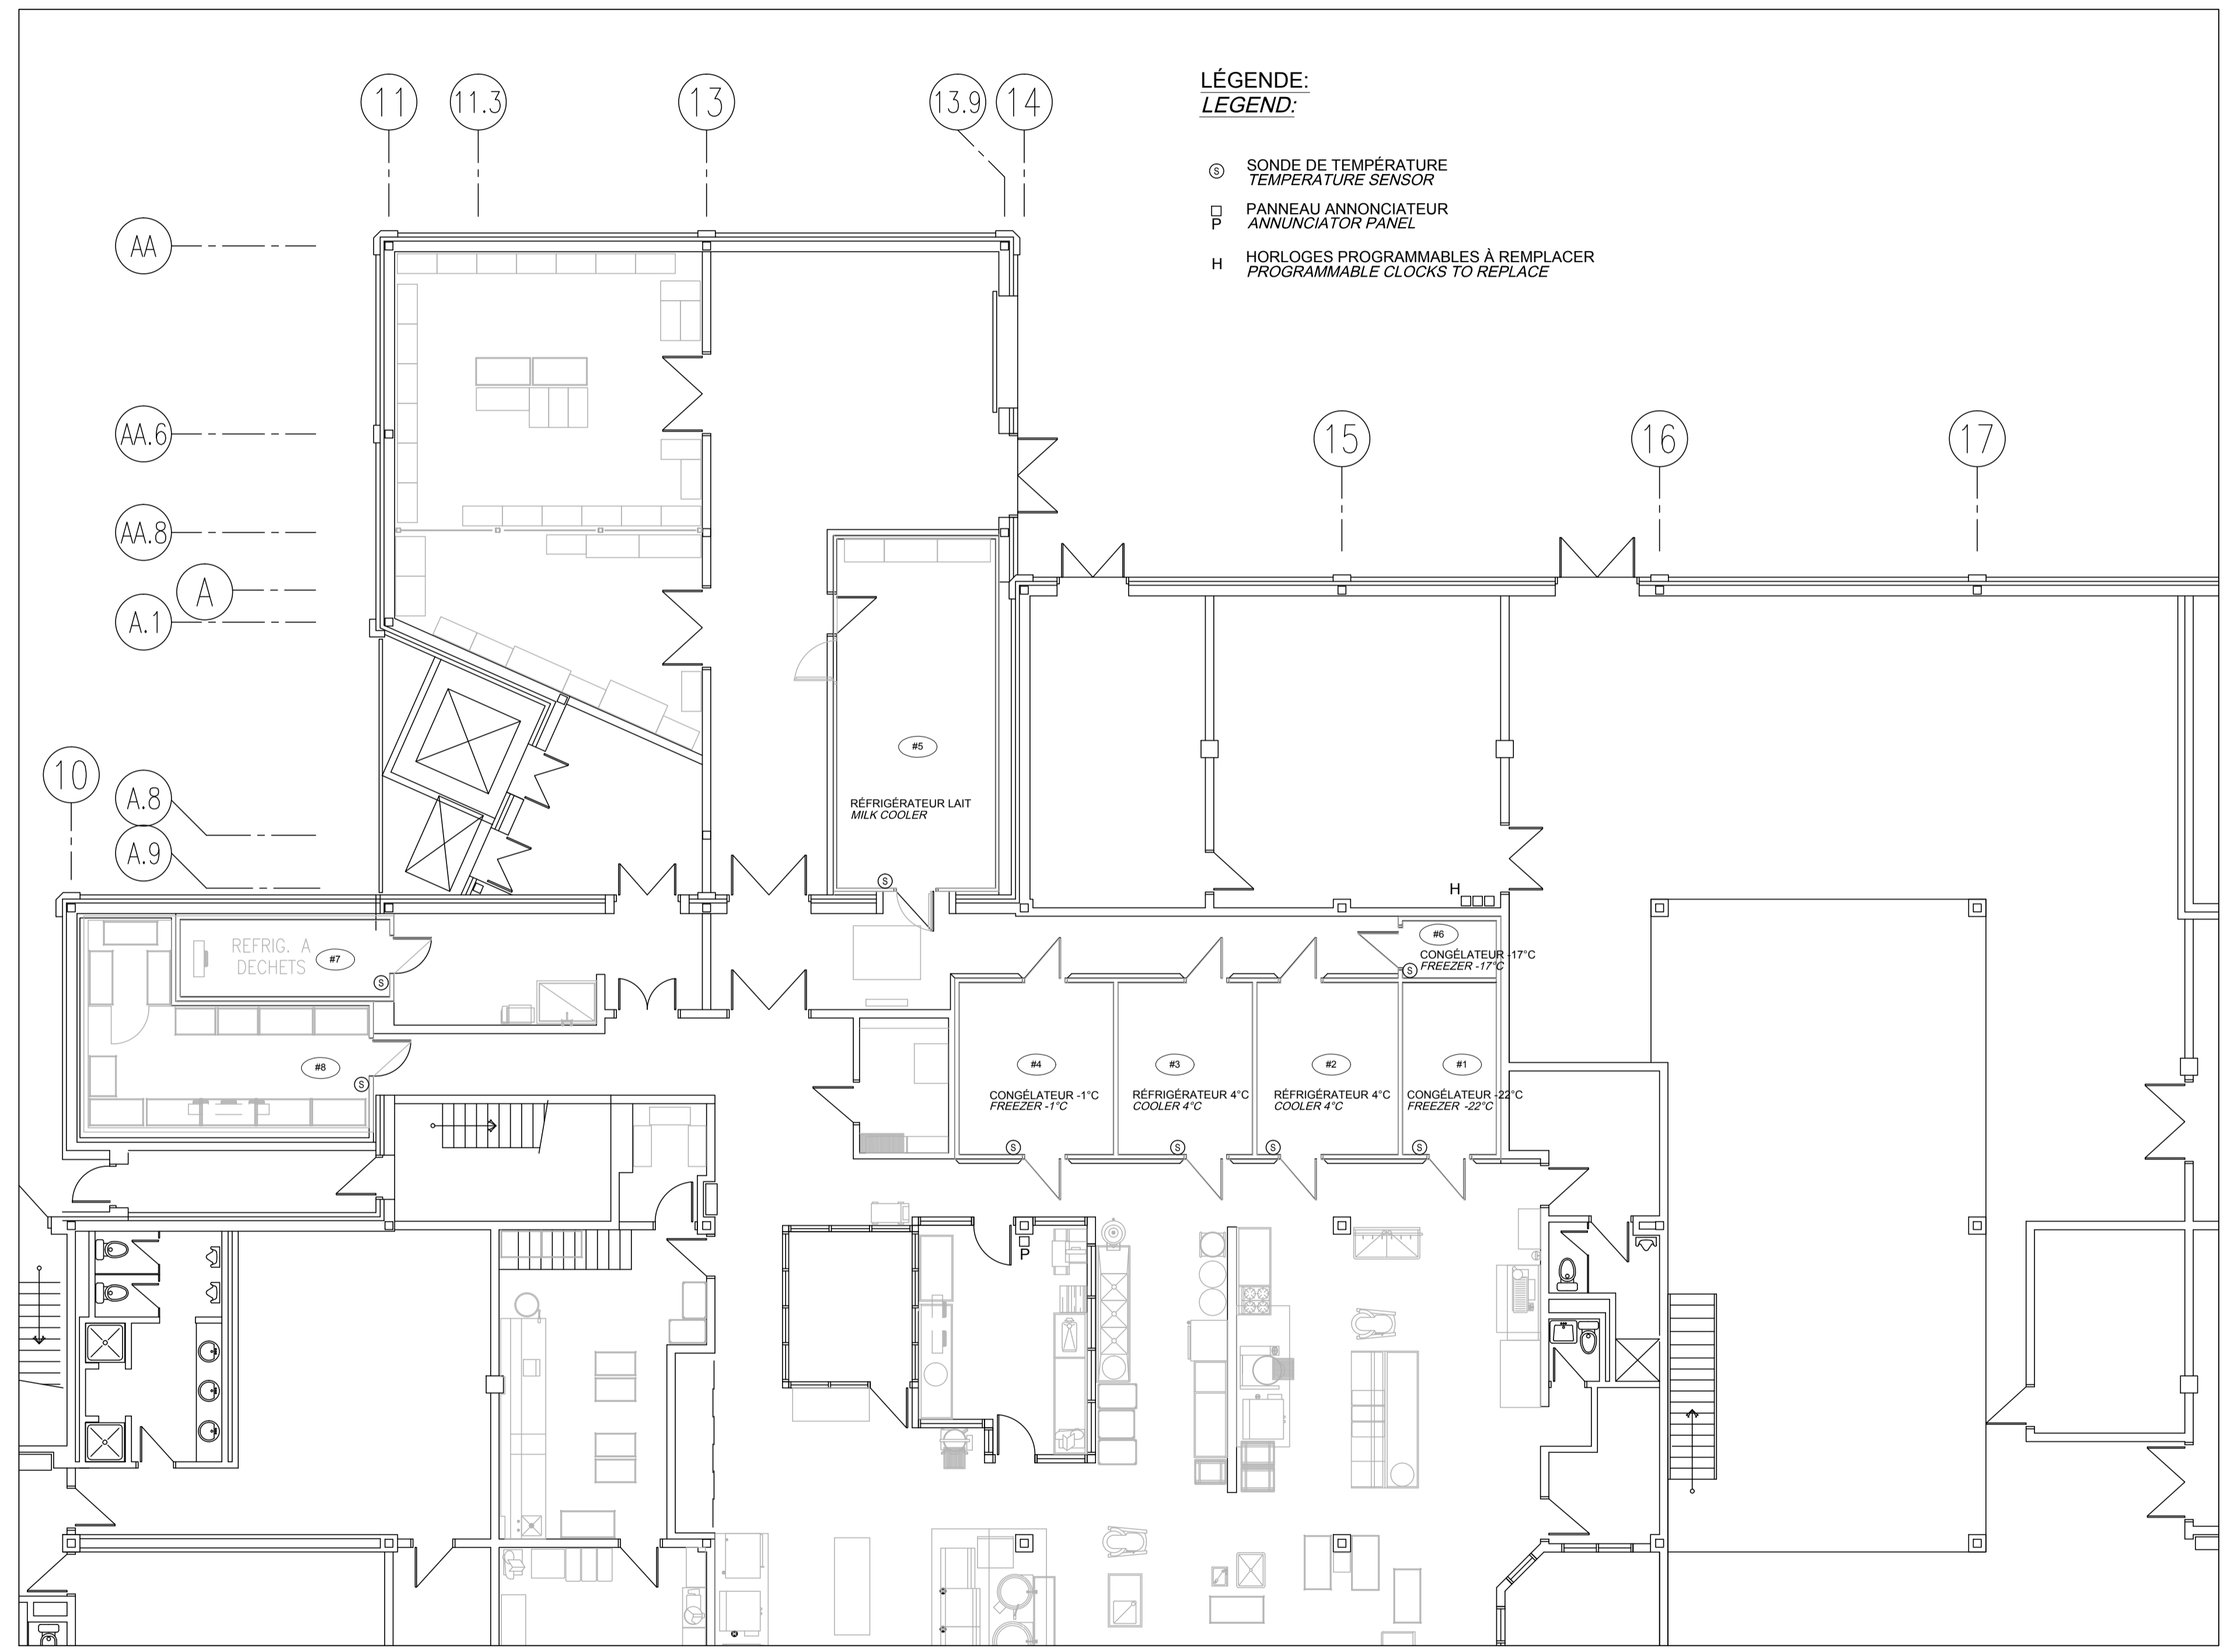 LÉGENDE:
LEGEND:
S
SONDE DE TEMPÉRATURE
TEMPERATURE SENSOR
P
PANNEAU ANNONCIATEUR
ANNUNCIATOR PANEL
H
HORLOGES PROGRAMMABLES À REMPLACER
PROGRAMMABLE CLOCKS TO REPLACE
11
11.3
13
13.9
14
AA
AA.6
15
16
17
AA.8
A
A.1
10
A.8
A.9
#5
RÉFRIGÉRATEUR LAIT
MILK COOLER
S
H
REFRIG. A
DECHETS
#7
S
#6
CONGÉLATEUR -17°C
FREEZER -17°C
S
#8
S
#4
CONGÉLATEUR -1°C
FREEZER -1°C
S
#3
RÉFRIGÉRATEUR 4°C
COOLER 4°C
S
#2
RÉFRIGÉRATEUR 4°C
COOLER 4°C
S
#1
CONGÉLATEUR -22°C
FREEZER -22°C
S
P